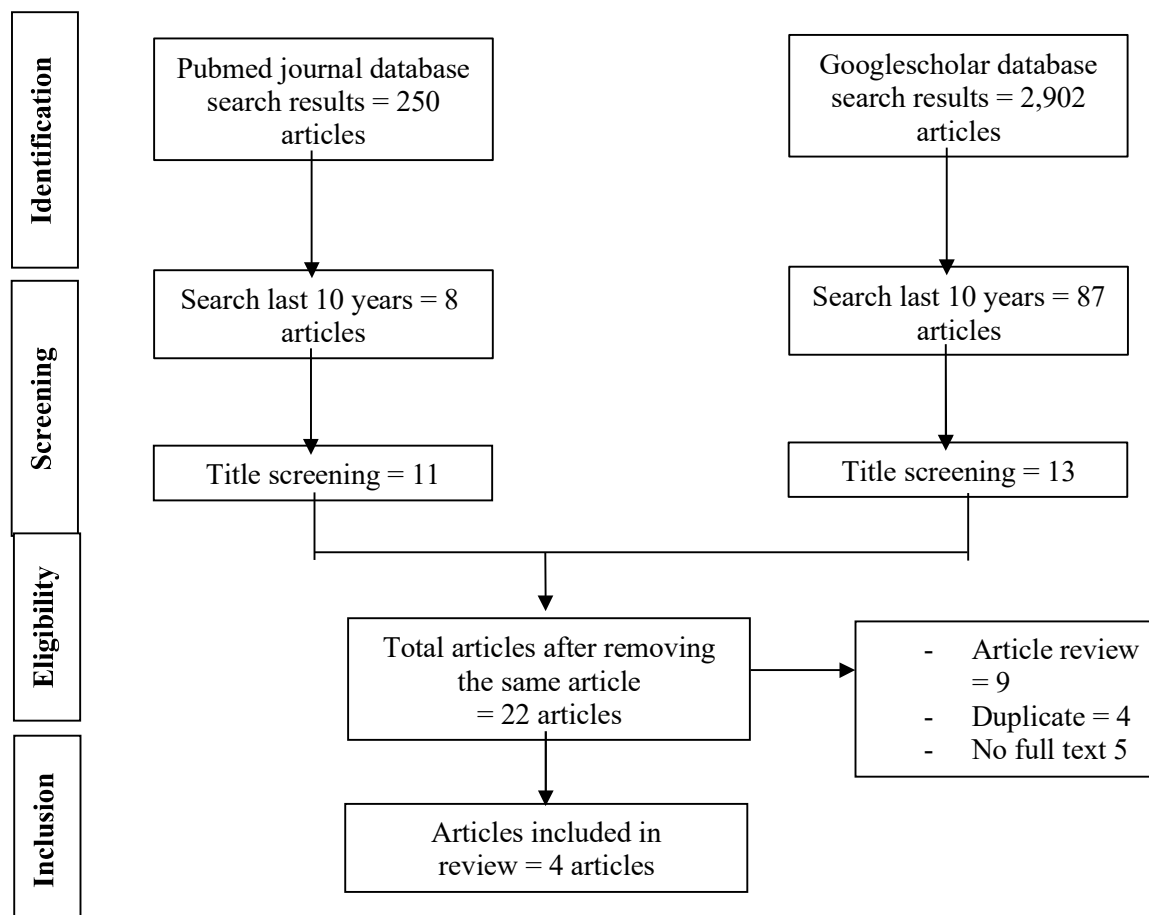 Identification
Pubmed journal database
search results = 250
articles
Googlescholar database
search results = 2,902
articles
Screening
Search last 10 years = 8
articles
Search last 10 years = 87
articles
Title screening = 11
Title screening = 13
Eligibility
Total articles after removing
the same article
= 22 articles
- Article review
= 9
- Duplicate = 4
- No full text 5
Inclusion
Articles included in
review = 4 articles